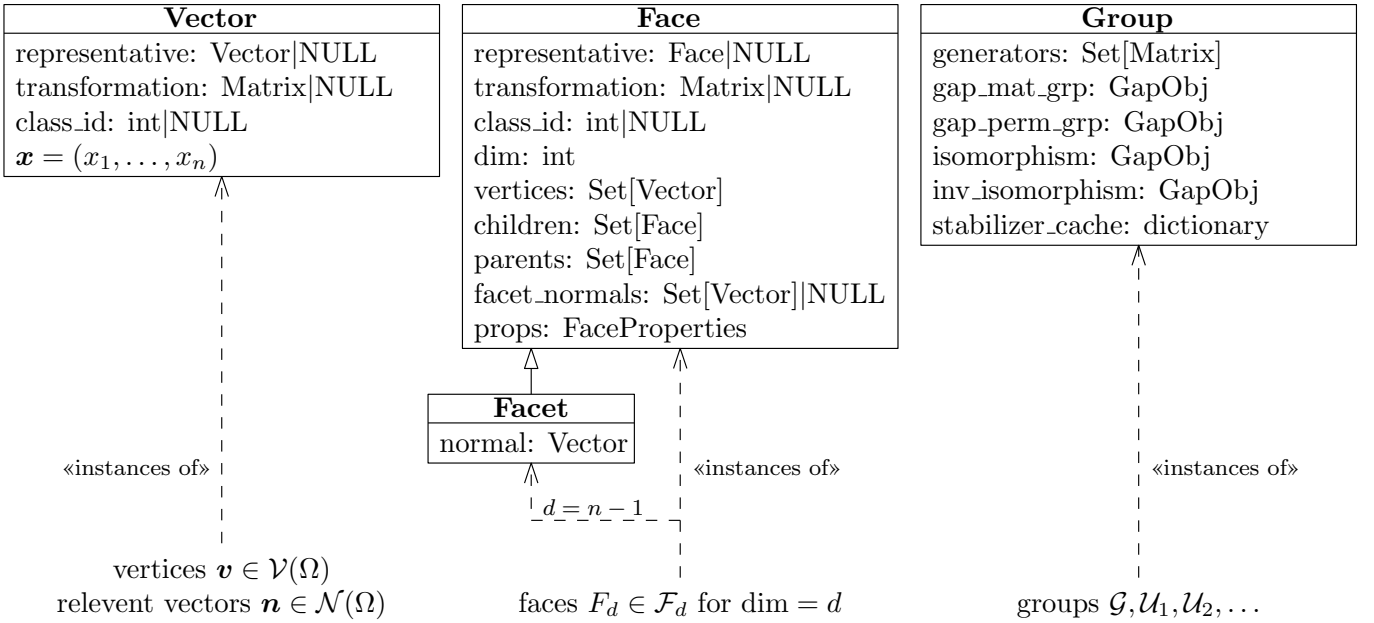 Vector
representative: Vector|NULL
transformation: Matrix|NULL
class_id: int|NULL
𝒙 = (x₁, . . . , xₙ)
Face
representative: Face|NULL
transformation: Matrix|NULL
class_id: int|NULL
dim: int
vertices: Set[Vector]
children: Set[Face]
parents: Set[Face]
facet_normals: Set[Vector]|NULL
props: FaceProperties
Group
generators: Set[Matrix]
gap_mat_grp: GapObj
gap_perm_grp: GapObj
isomorphism: GapObj
inv_isomorphism: GapObj
stabilizer_cache: dictionary
Facet
normal: Vector
«instances of»
«instances of»
«instances of»
d = n − 1
vertices 𝒗 ∈ 𝒱(Ω)
relevent vectors 𝒏 ∈ 𝒩(Ω)
faces F_d ∈ ℱ_d for dim = d
groups 𝒢, 𝒰₁, 𝒰₂, . . .